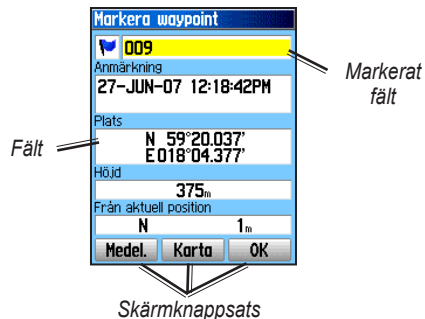 Markera waypoint
009
Anmärkning
27-JUN-07 12:18:42PM
Plats
N 59°20.037'
E018°04.377'
Höjd
375m
Från aktuell position
N 1m
Medel. Karta OK
Markerat
fält
Fält
Skärmknappsats